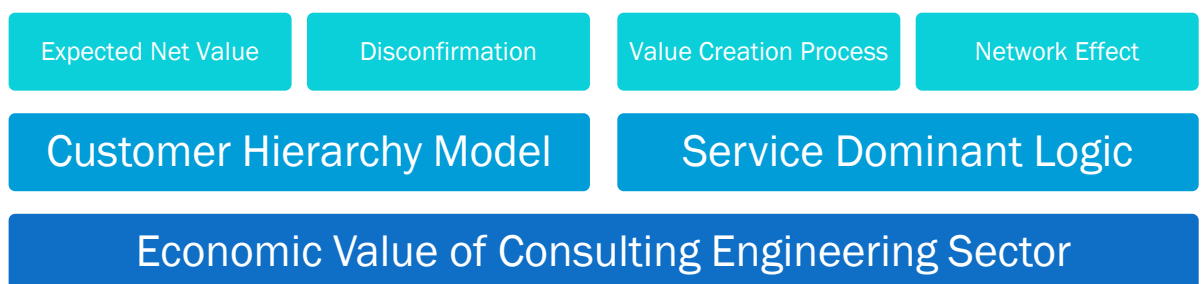 Expected Net Value
Disconfirmation
Value Creation Process
Network Effect
Customer Hierarchy Model
Service Dominant Logic
Economic Value of Consulting Engineering Sector